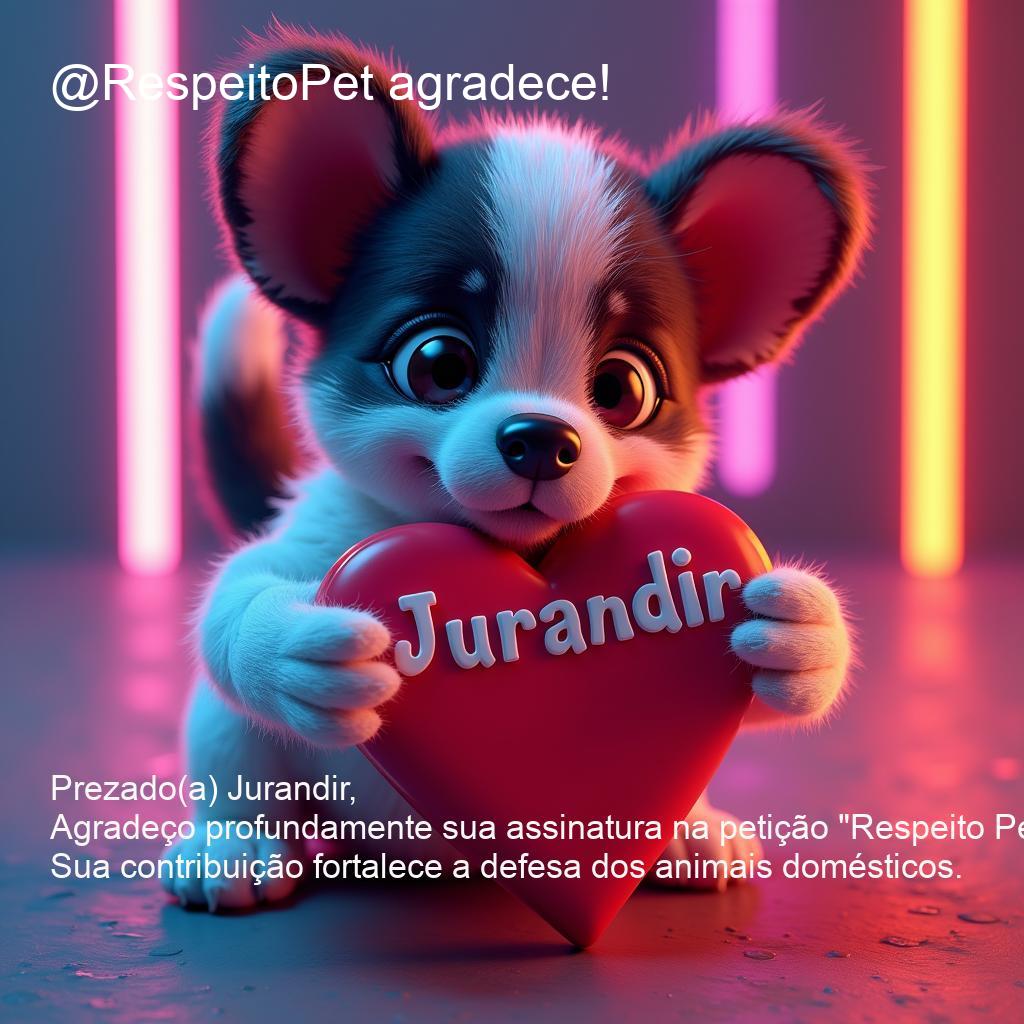 @RespeitoPet agradece!
Jurandir
Prezado(a) Jurandir,
Agradeço profundamente sua assinatura na petição "Respeito Pe
Sua contribuição fortalece a defesa dos animais domésticos.